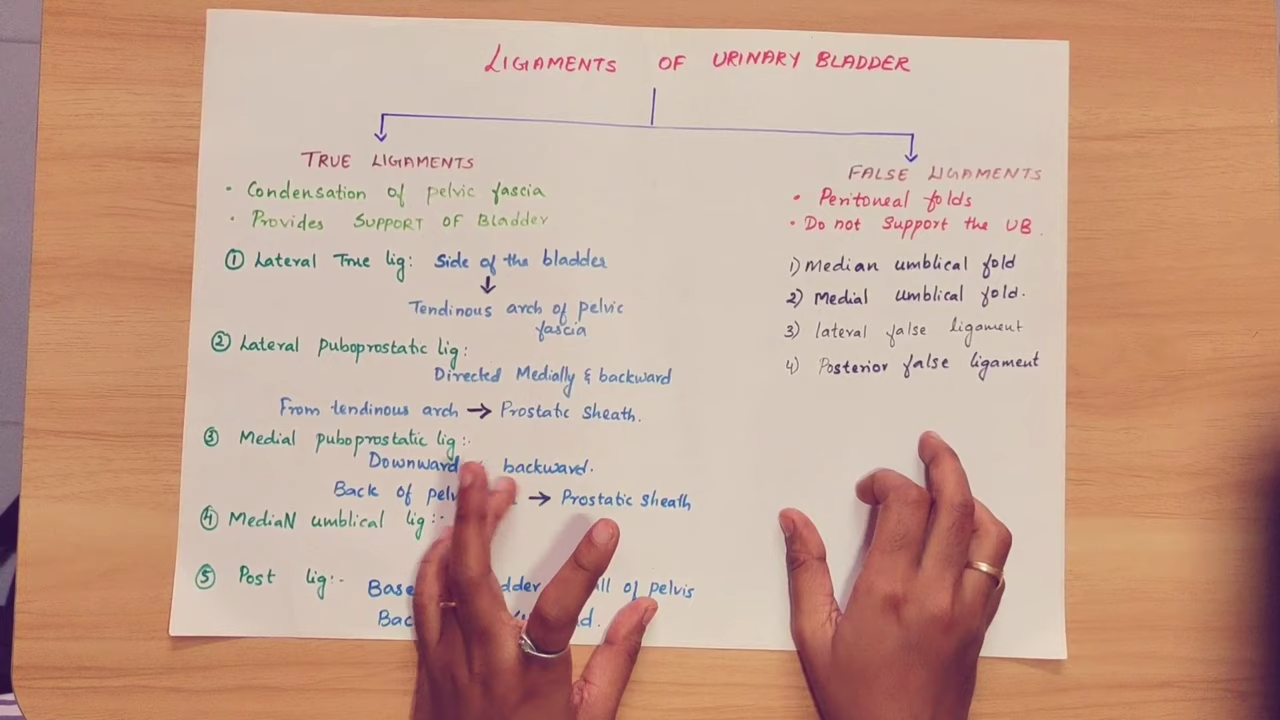 LIGAMENTS OF URINARY BLADDER
TRUE LIGAMENTS
• Condensation of pelvic fascia
• Provides SUPPORT OF Bladder
① Lateral True lig: Side of the bladder
↓
Tendinous arch of pelvic
fascia
② Lateral puboprostatic lig:
Directed Medially & backward
From tendinous arch → Prostatic Sheath.
③ Medial puboprostatic lig:-
Downward backward.
Back of → Prostatic Sheath
④ MediaN umblical lig:-
⑤ Post lig:- Base of pelvis
FALSE LIGAMENTS
• Peritoneal folds
• Do not Support the UB.
1) Median umblical fold
2) Medial umblical fold.
3) lateral false ligament
4) Posterior false ligament